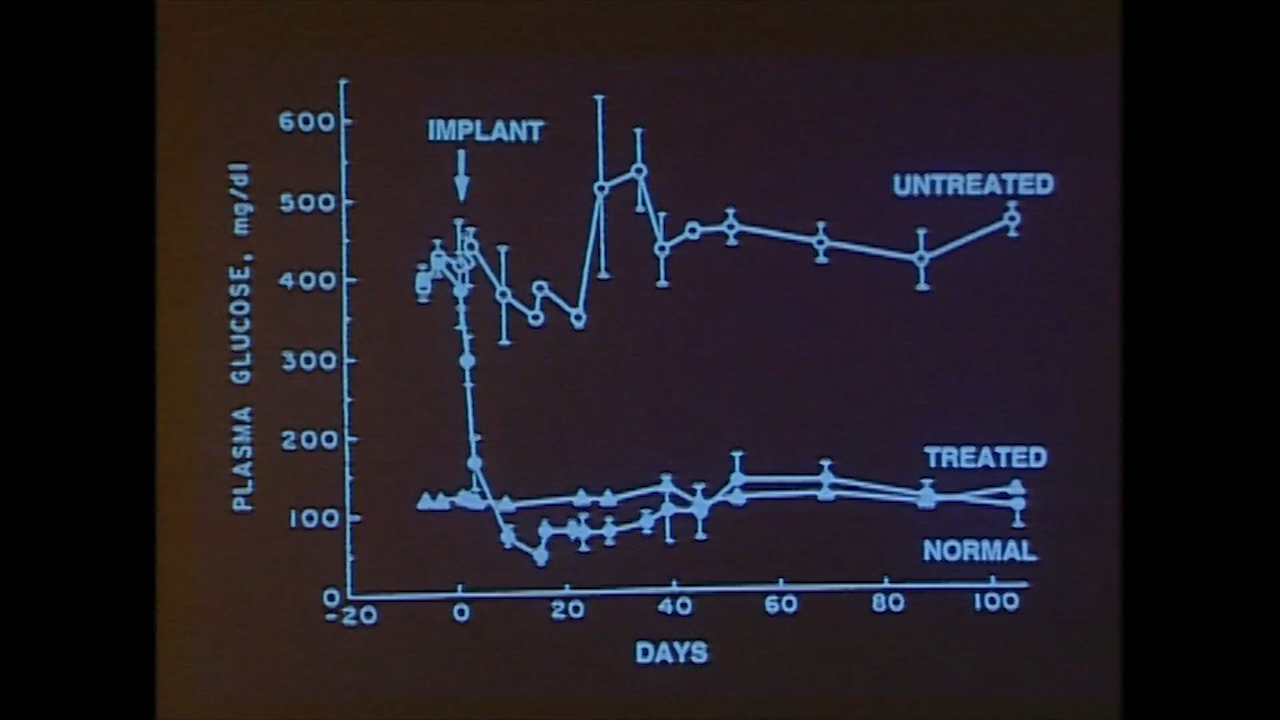 600
IMPLANT
500
UNTREATED
400
PLASMA GLUCOSE, mg/dl
300
200
TREATED
100
NORMAL
0
-20 0 20 40 60 80 100
DAYS